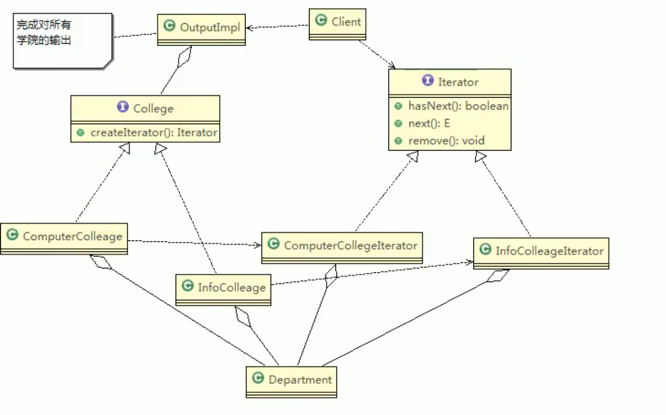 完成对所有
学院的输出
C OutputImpl
C Client
I Iterator
hasNext(): boolean
next(): E
remove(): void
I College
createIterator(): Iterator
C ComputerColleage
C ComputerCollegeIterator
C InfoColleageIterator
C InfoColleage
C Department